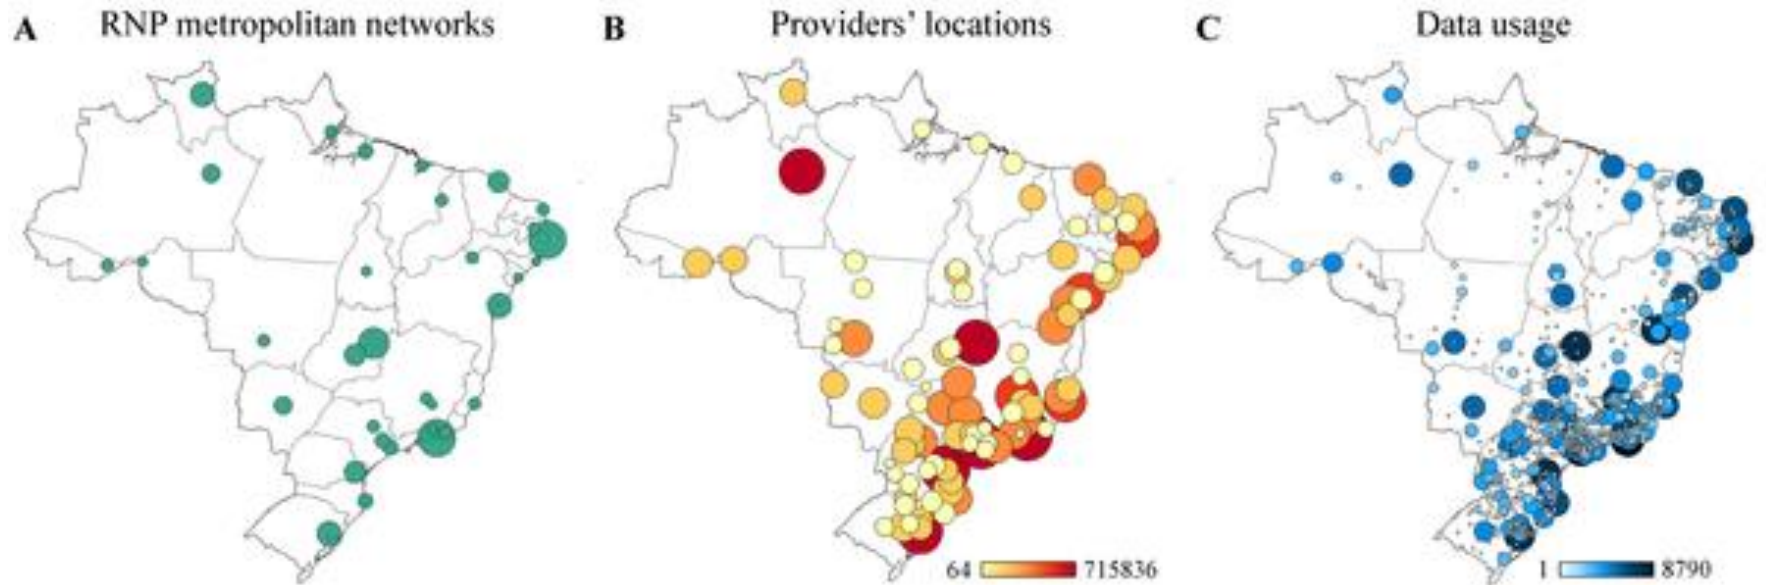 A RNP metropolitan networks
B Providers’ locations
C Data usage
64 715836
1 8790